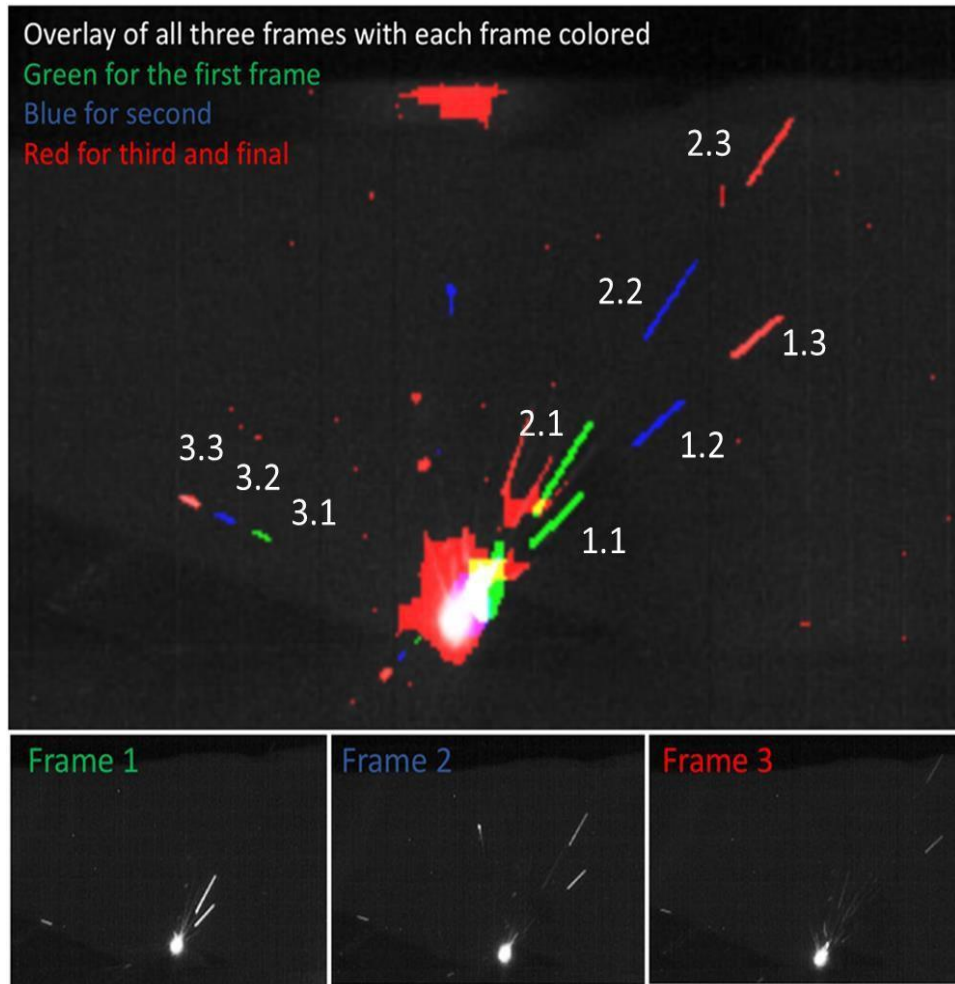 Overlay of all three frames with each frame colored
Green for the first frame
Blue for second
Red for third and final
2.3
2.2
1.3
2.1
1.2
3.3
3.2
3.1
1.1
Frame 1
Frame 2
Frame 3